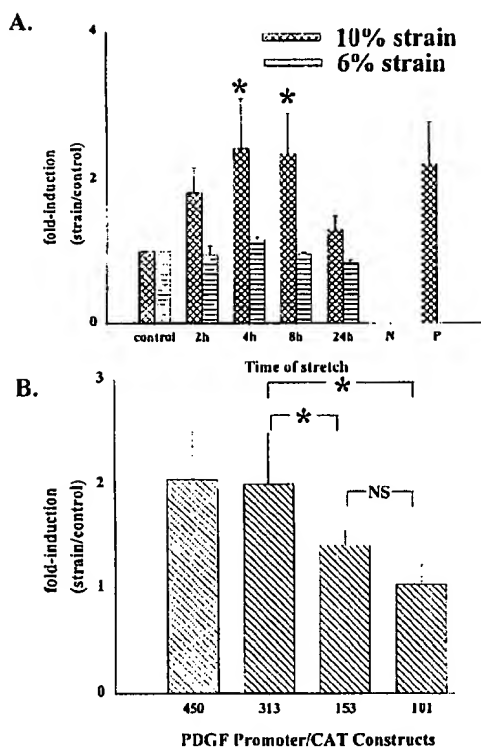 A.
4
10% strain
6% strain
* *
fold-induction
(strain/control)
2
0
control 2h 4h 8h 24h N P
Time of stretch
B.
3
*
*
NS
fold-induction
(strain/control)
2
1
0
450 313 153 101
PDGF Promoter/CAT Constructs